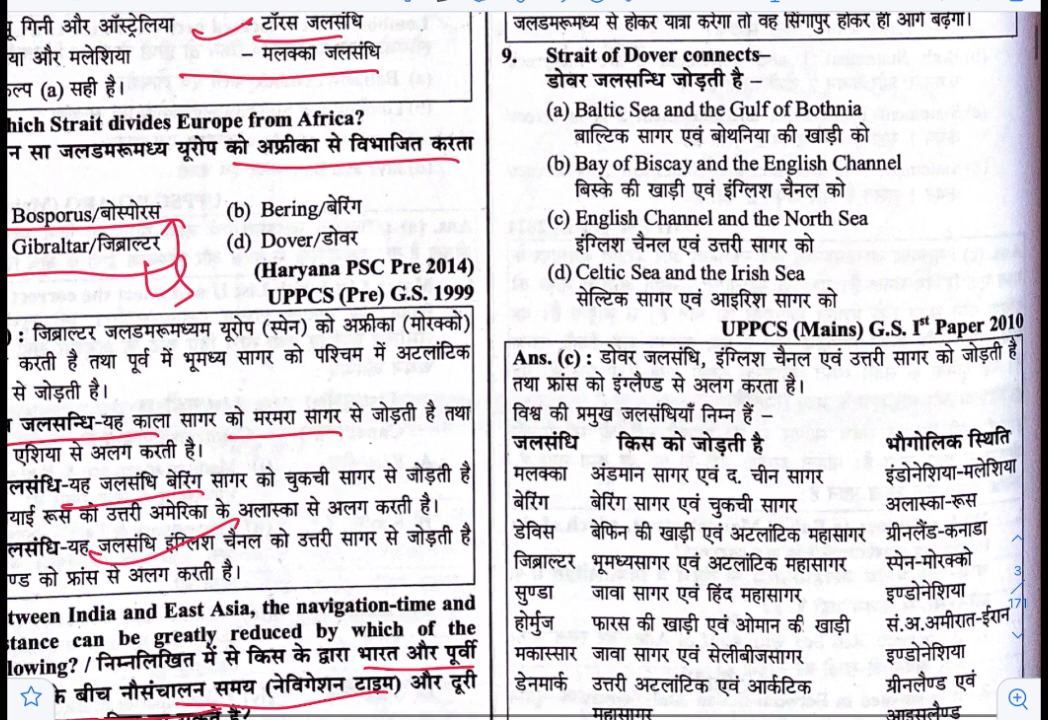 गिनी और ऑस्ट्रेलिया – टॉरस जलसंधि
या और मलेशिया – मलक्का जलसंधि
कल्प (a) सही है।
hich Strait divides Europe from Africa?
न सा जलडमरूमध्य यूरोप को अफ्रीका से विभाजित करता
Bosporus/बोस्पोरस (b) Bering/बेरिंग
Gibraltar/जिब्राल्टर (d) Dover/डोवर
(Haryana PSC Pre 2014)
UPPCS (Pre) G.S. 1999
: जिब्राल्टर जलडमरूमध्यम यूरोप (स्पेन) को अफ्रीका (मोरक्को)
करती है तथा पूर्व में भूमध्य सागर को पश्चिम में अटलांटिक
से जोड़ती है।
जलसन्धि-यह काला सागर को मरमरा सागर से जोड़ती है तथा
एशिया से अलग करती है।
लसंधि-यह जलसंधि बेरिंग सागर को चुकची सागर से जोड़ती है
याई रूस को उत्तरी अमेरिका के अलास्का से अलग करती है।
लसंधि-यह जलसंधि इंग्लिश चैनल को उत्तरी सागर से जोड़ती है
ण्ड को फ्रांस से अलग करती है।
tween India and East Asia, the navigation-time and
stance can be greatly reduced by which of the
lowing? / निम्नलिखित में से किस के द्वारा भारत और पूर्वी
के बीच नौसंचालन समय (नेविगेशन टाइम) और दूरी
जलडमरूमध्य से होकर यात्रा करेगा तो वह सिंगापुर होकर ही आगे बढ़ेगा।
9. Strait of Dover connects–
डोवर जलसन्धि जोड़ती है –
(a) Baltic Sea and the Gulf of Bothnia
बाल्टिक सागर एवं बोथनिया की खाड़ी को
(b) Bay of Biscay and the English Channel
बिस्के की खाड़ी एवं इंग्लिश चैनल को
(c) English Channel and the North Sea
इंग्लिश चैनल एवं उत्तरी सागर को
(d) Celtic Sea and the Irish Sea
सेल्टिक सागर एवं आइरिश सागर को
UPPCS (Mains) G.S. Ist Paper 2010
Ans. (c) : डोवर जलसंधि, इंग्लिश चैनल एवं उत्तरी सागर को जोड़ती है
तथा फ्रांस को इंग्लैण्ड से अलग करता है।
विश्व की प्रमुख जलसंधियाँ निम्न हैं –
जलसंधि किस को जोड़ती है भौगोलिक स्थिति
मलक्का अंडमान सागर एवं द. चीन सागर इंडोनेशिया-मलेशिया
बेरिंग बेरिंग सागर एवं चुकची सागर अलास्का-रूस
डेविस बेफिन की खाड़ी एवं अटलांटिक महासागर ग्रीनलैंड-कनाडा
जिब्राल्टर भूमध्यसागर एवं अटलांटिक महासागर स्पेन-मोरक्को
सुण्डा जावा सागर एवं हिंद महासागर इण्डोनेशिया
होर्मुज फारस की खाड़ी एवं ओमान की खाड़ी सं.अ.अमीरात-ईरान
मकास्सार जावा सागर एवं सेलीबीज सागर इण्डोनेशिया
डेनमार्क उत्तरी अटलांटिक एवं आर्कटिक ग्रीनलैण्ड एवं
महासागर आइसलैण्ड
3
171